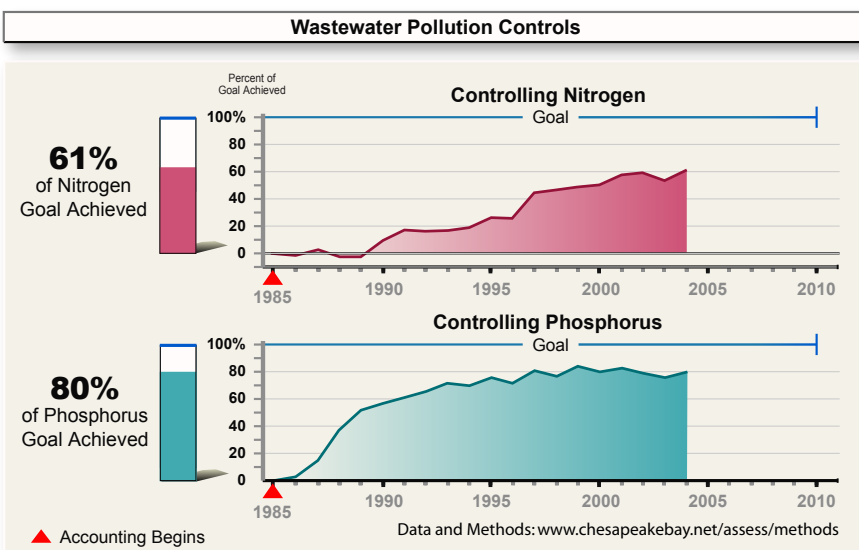 Wastewater Pollution Controls
Percent of
Goal Achieved
Controlling Nitrogen
Goal
100%
80
60
40
20
0
61%
of Nitrogen
Goal Achieved
1985
1990
1995
2000
2005
2010
Controlling Phosphorus
Goal
100%
80
60
40
20
0
80%
of Phosphorus
Goal Achieved
1985
1990
1995
2000
2005
2010
Accounting Begins
Data and Methods: www.chesapeakebay.net/assess/methods